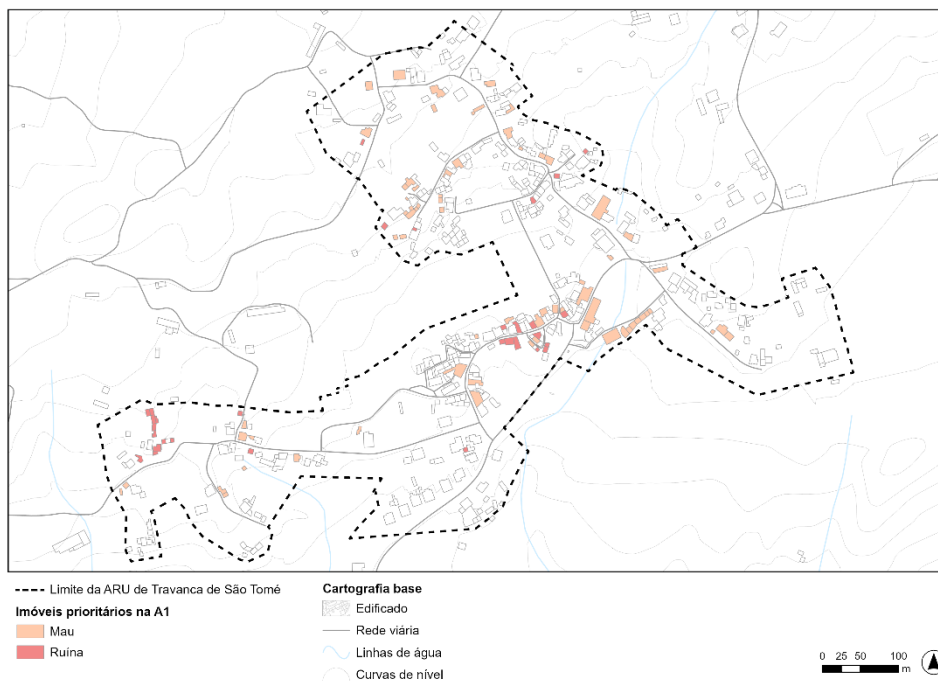 Limite da ARU de Travanca de São Tomé
Imóveis prioritários na A1
Mau
Ruína
Cartografia base
Edificado
Rede viária
Linhas de água
Curvas de nível
0 25 50 100
m